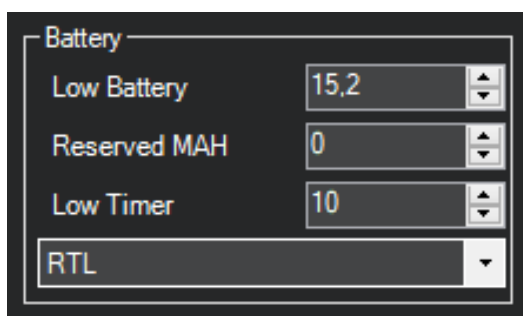 Battery
Low Battery 15,2
Reserved MAH 0
Low Timer 10
RTL